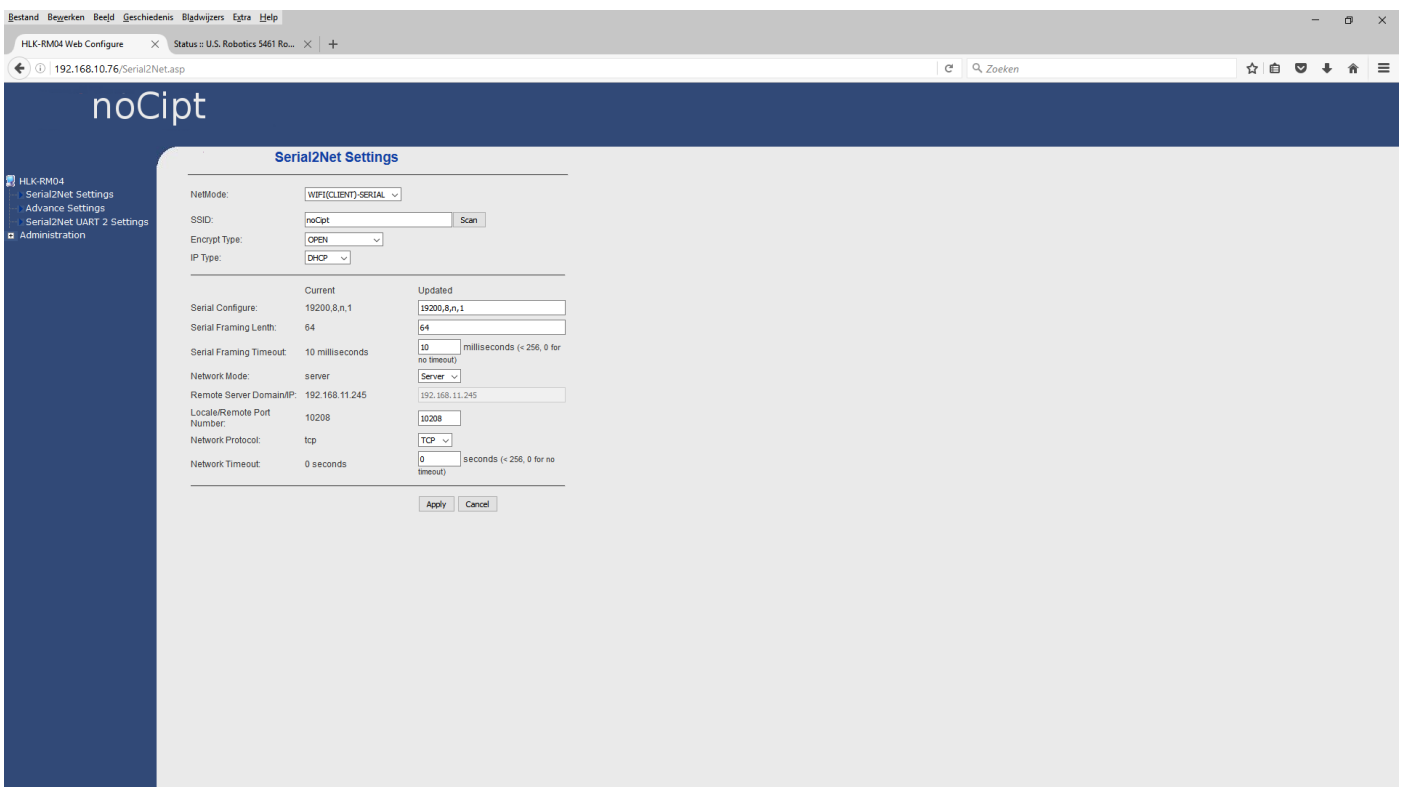 Bestand Bewerken Beeld Geschiedenis Bladwijzers Extra Help
HLK-RM04 Web Configure Status :: U.S. Robotics 5461 Ro...
192.168.10.76/Serial2Net.asp Zoeken
noCipt
Serial2Net Settings
HLK-RM04
Serial2Net Settings
Advance Settings
Serial2Net UART 2 Settings
Administration
NetMode: WIFI(CLIENT)-SERIAL
SSID: noCipt Scan
Encrypt Type: OPEN
IP Type: DHCP
Current Updated
Serial Configure: 19200,8,n,1 19200,8,n,1
Serial Framing Lenth: 64 64
Serial Framing Timeout: 10 milliseconds 10 milliseconds (< 256, 0 for
no timeout)
Network Mode: server Server
Remote Server Domain/IP: 192.168.11.245 192.168.11.245
Locale/Remote Port
Number: 10208 10208
Network Protocol: tcp TCP
Network Timeout: 0 seconds 0 seconds (< 256, 0 for no
timeout)
Apply Cancel